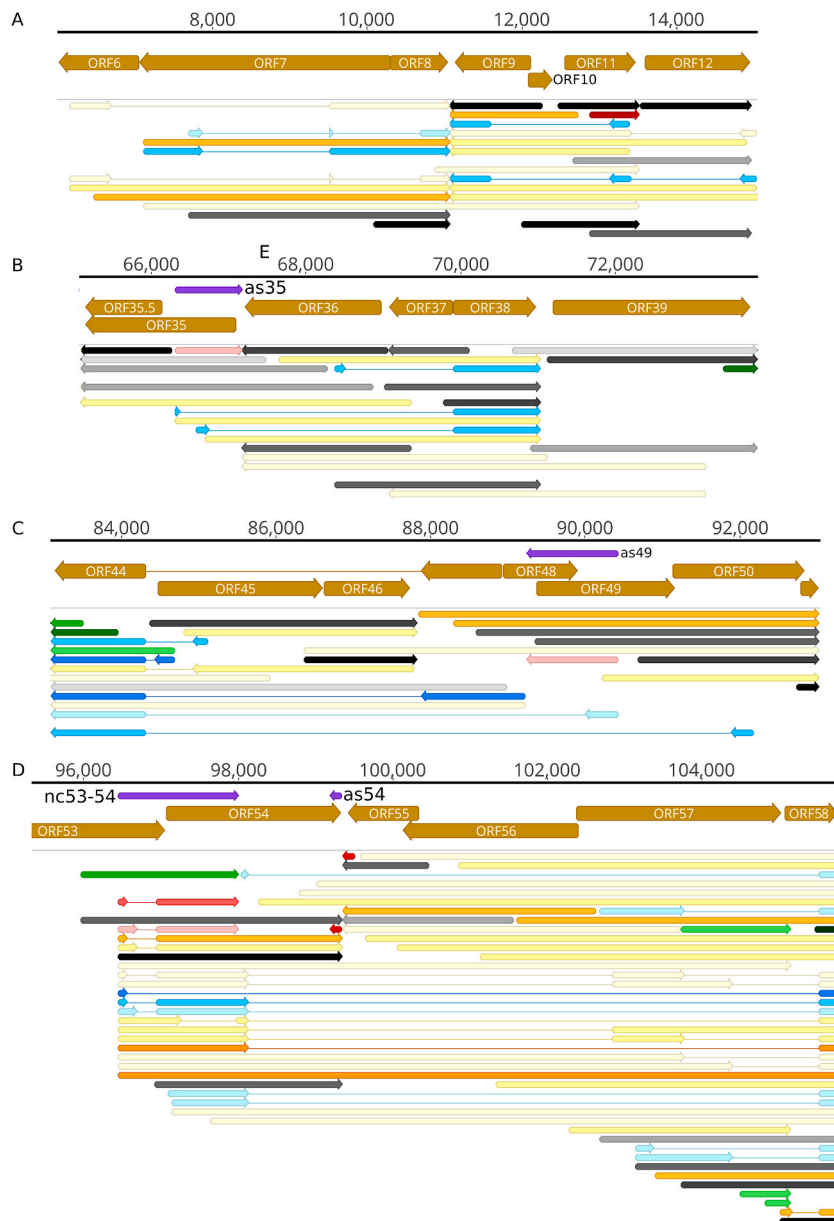 A
8,000 10,000 12,000 14,000
ORF6 ORF7 ORF8 ORF9 ORF11 ORF12
ORF10
E
B
66,000 68,000 70,000 72,000
as35
ORF35.5 ORF36 ORF37 ORF38 ORF39
ORF35
C
84,000 86,000 88,000 90,000 92,000
as49
ORF44 ORF48 ORF50
ORF45 ORF46 ORF49
D
96,000 98,000 100,000 102,000 104,000
nc53-54 as54
ORF54 ORF55 ORF57 ORF58
ORF53 ORF56